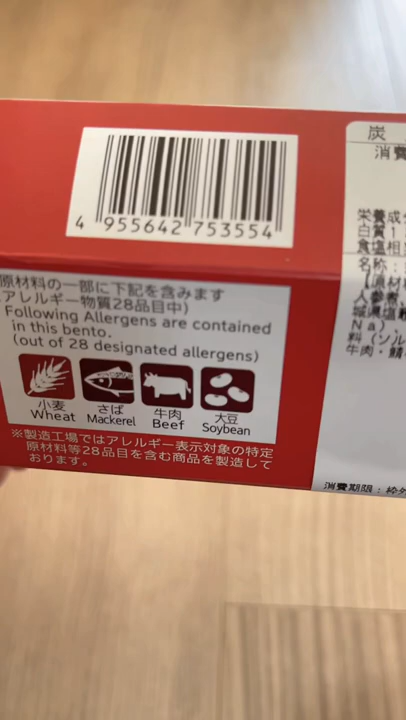 4 955642 753554
原材料の一部に下記を含みます
アレルギー物質28品目中)
Following Allergens are contained
in this bento.
(out of 28 designated allergens)
小麦
Wheat
さば
Mackerel
牛肉
Beef
大豆
Soybean
※製造工場ではアレルギー表示対象の特定
原材料等28品目を含む商品を製造して
おります。
炭
消費
栄養成
白質1
食塩相
名称:
【原材
人参煮、
城県塩
Na)、
料(ソル
牛肉・鯖
消費期限:枠外